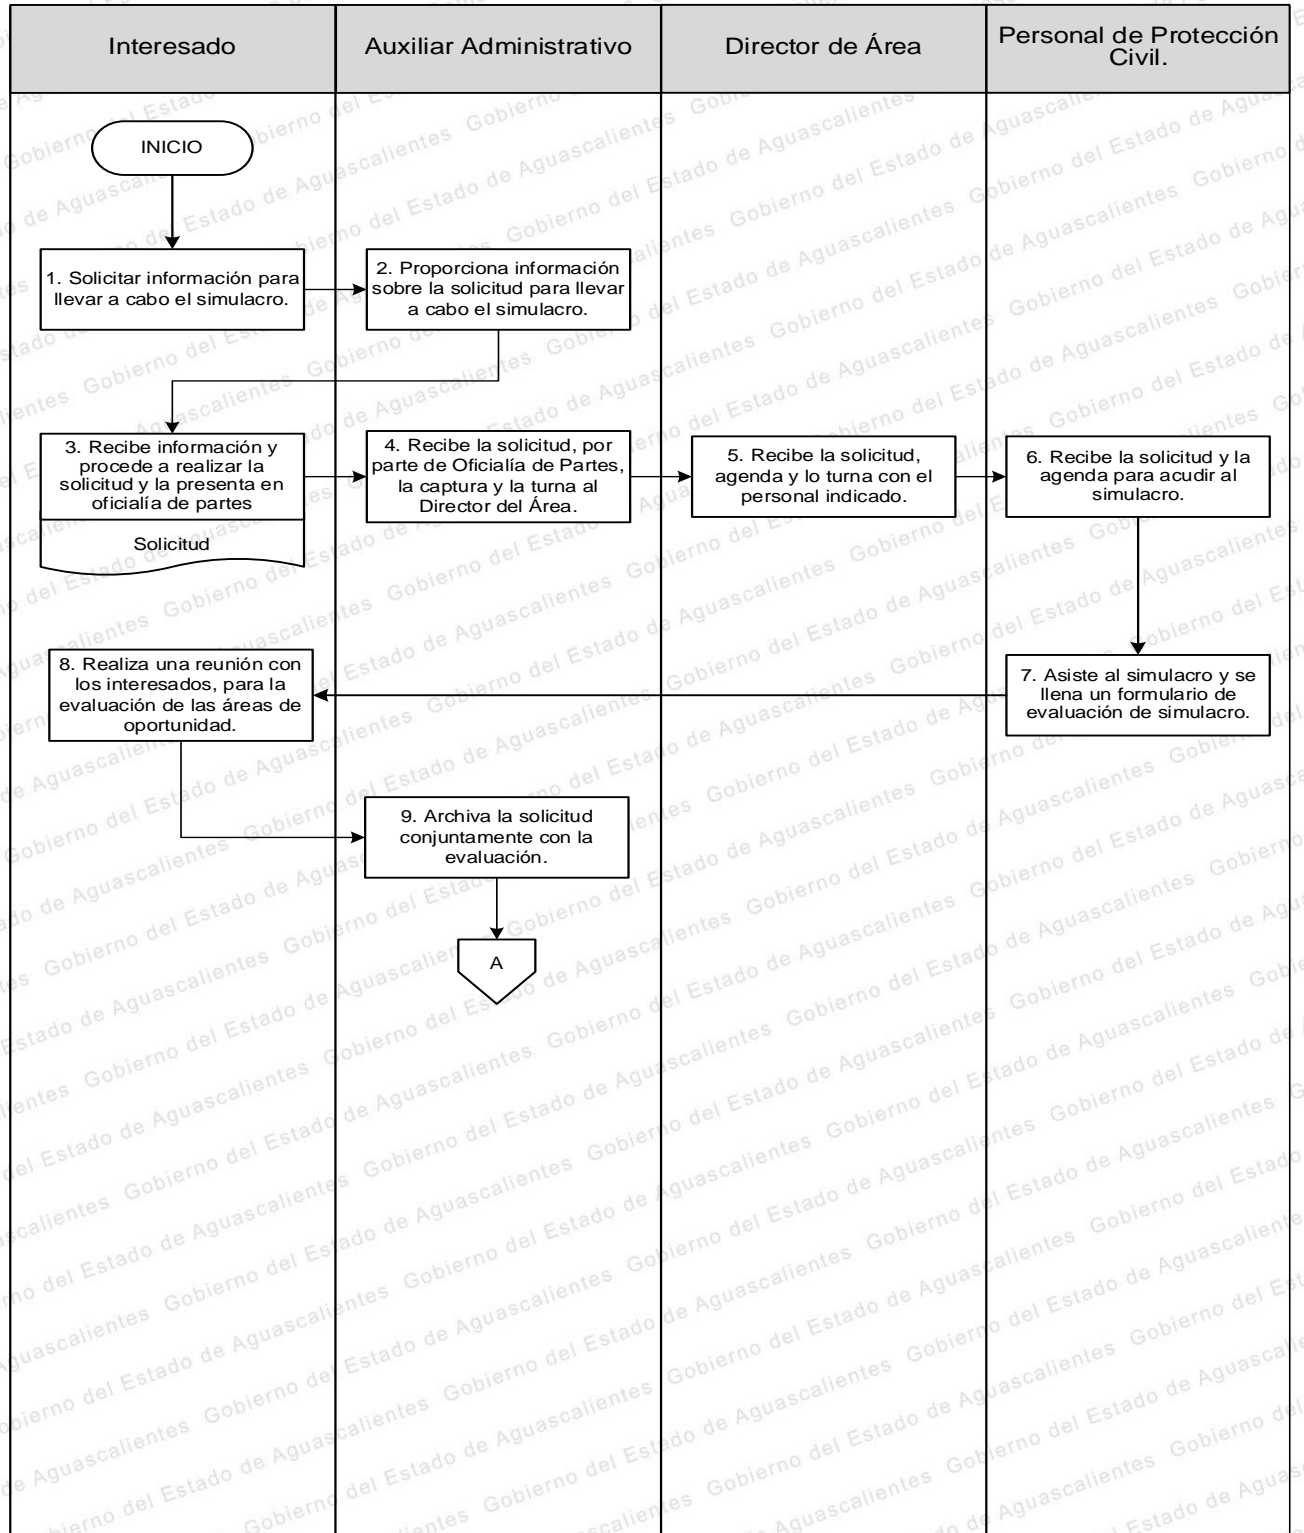 Interesado
Auxiliar Administrativo
Director de Área
Personal de Protección
Civil.
INICIO
1. Solicitar información para
llevar a cabo el simulacro.
2. Proporciona información
sobre la solicitud para llevar
a cabo el simulacro.
3. Recibe información y
procede a realizar la
solicitud y la presenta en
oficialía de partes
Solicitud
4. Recibe la solicitud, por
parte de Oficialía de Partes,
la captura y la turna al
Director del Área.
5. Recibe la solicitud,
agenda y lo turna con el
personal indicado.
6. Recibe la solicitud y la
agenda para acudir al
simulacro.
7. Asiste al simulacro y se
llena un formulario de
evaluación de simulacro.
8. Realiza una reunión con
los interesados, para la
evaluación de las áreas de
oportunidad.
9. Archiva la solicitud
conjuntamente con la
evaluación.
A
Gobierno del Estado de Aguascalientes